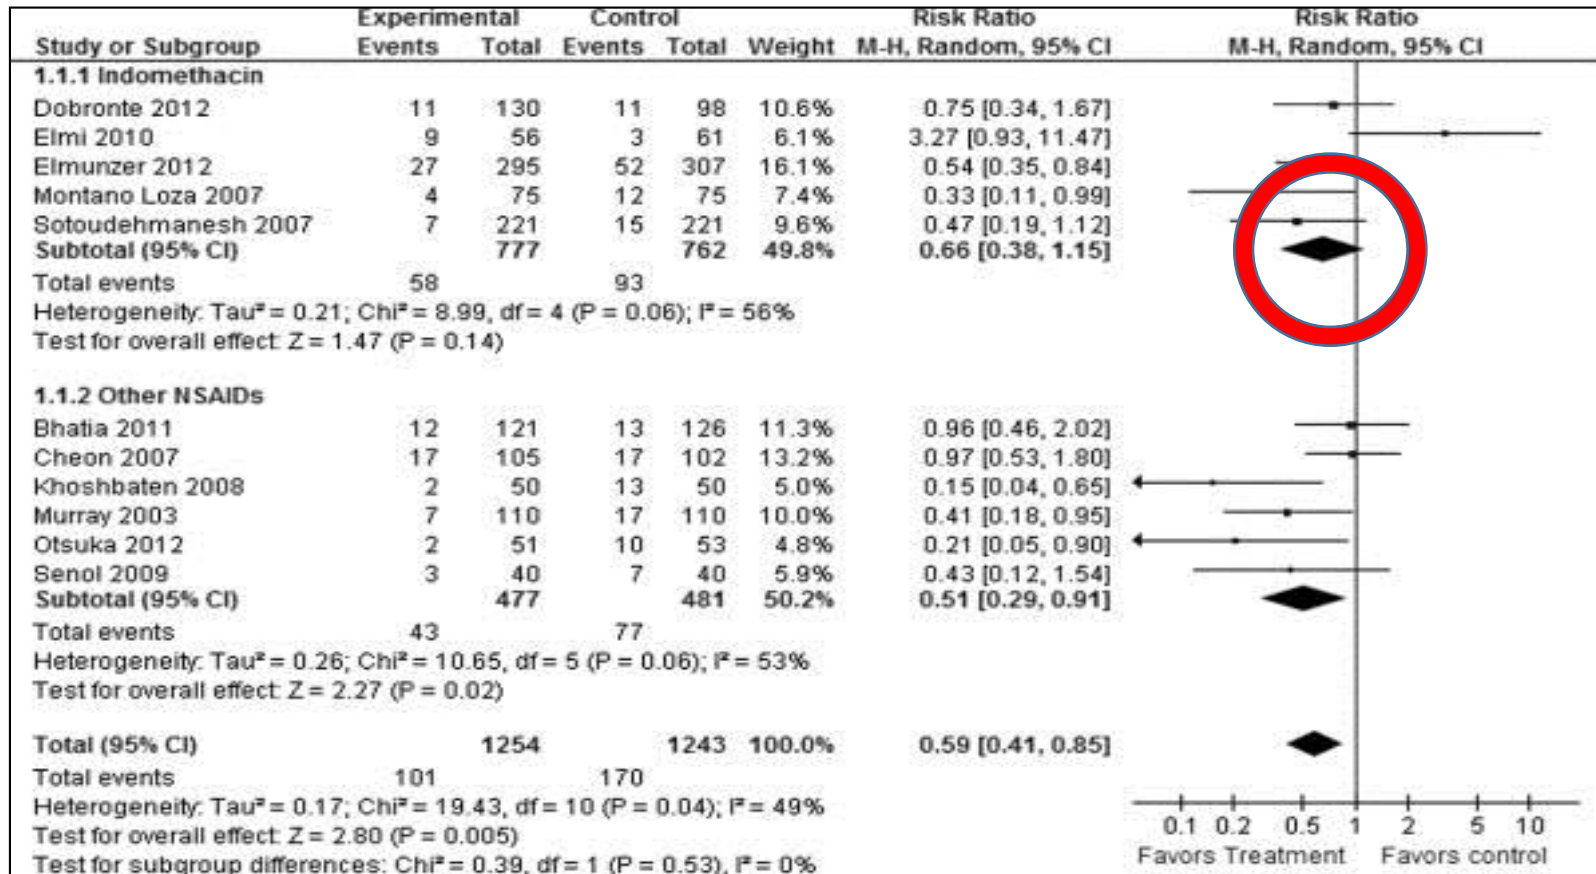 Experimental Control Risk Ratio Risk Ratio
Study or Subgroup Events Total Events Total Weight M-H, Random, 95% CI M-H, Random, 95% CI
1.1.1 Indomethacin
Dobronte 2012 11 130 11 98 10.6% 0.75 [0.34, 1.67]
Elmi 2010 9 56 3 61 6.1% 3.27 [0.93, 11.47]
Elmunzer 2012 27 295 52 307 16.1% 0.54 [0.35, 0.84]
Montano Loza 2007 4 75 12 75 7.4% 0.33 [0.11, 0.99]
Sotoudehmanesh 2007 7 221 15 221 9.6% 0.47 [0.19, 1.12]
Subtotal (95% CI) 777 762 49.8% 0.66 [0.38, 1.15]
Total events 58 93
Heterogeneity: Tau² = 0.21; Chi² = 8.99, df = 4 (P = 0.06); I² = 56%
Test for overall effect: Z = 1.47 (P = 0.14)
1.1.2 Other NSAIDs
Bhatia 2011 12 121 13 126 11.3% 0.96 [0.46, 2.02]
Cheon 2007 17 105 17 102 13.2% 0.97 [0.53, 1.80]
Khoshbaten 2008 2 50 13 50 5.0% 0.15 [0.04, 0.65]
Murray 2003 7 110 17 110 10.0% 0.41 [0.18, 0.95]
Otsuka 2012 2 51 10 53 4.8% 0.21 [0.05, 0.90]
Senol 2009 3 40 7 40 5.9% 0.43 [0.12, 1.54]
Subtotal (95% CI) 477 481 50.2% 0.51 [0.29, 0.91]
Total events 43 77
Heterogeneity: Tau² = 0.26; Chi² = 10.65, df = 5 (P = 0.06); I² = 53%
Test for overall effect: Z = 2.27 (P = 0.02)
Total (95% CI) 1254 1243 100.0% 0.59 [0.41, 0.85]
Total events 101 170
Heterogeneity: Tau² = 0.17; Chi² = 19.43, df = 10 (P = 0.04); I² = 49%
Test for overall effect: Z = 2.80 (P = 0.005)
Test for subgroup differences: Chi² = 0.39, df = 1 (P = 0.53), I² = 0%
0.1 0.2 0.5 1 2 5 10
Favors Treatment Favors control